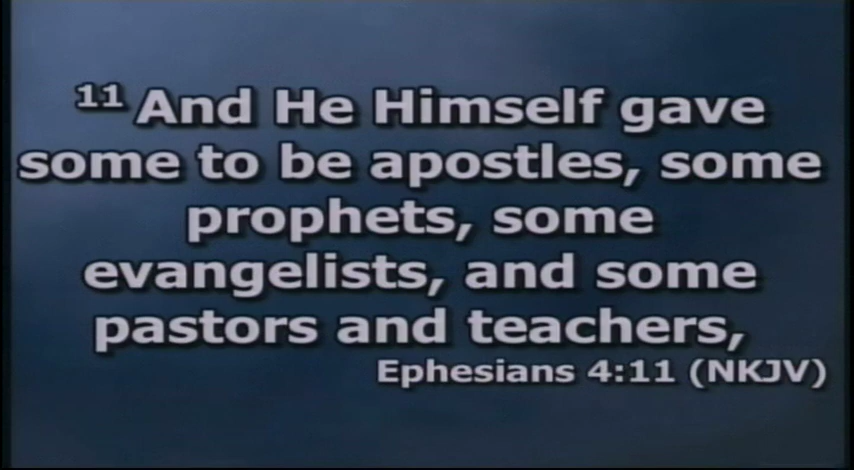 11 And He Himself gave
some to be apostles, some
prophets, some
evangelists, and some
pastors and teachers,
Ephesians 4:11 (NKJV)